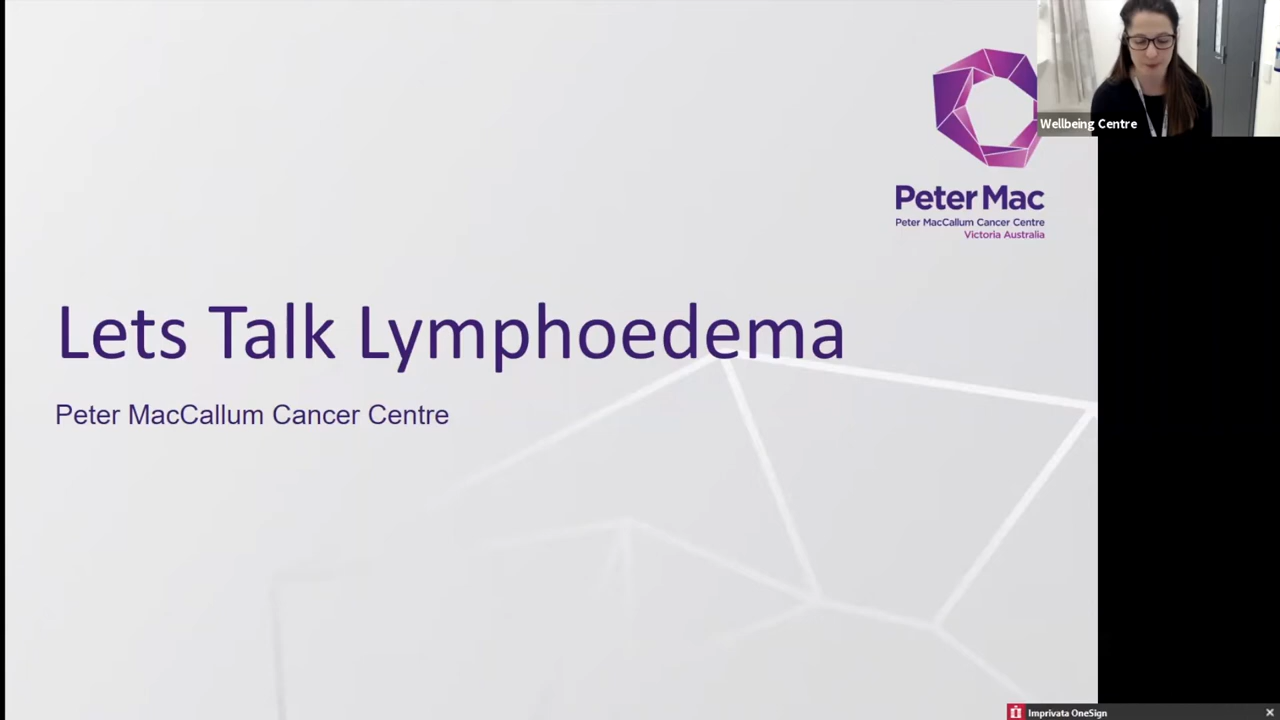 Wellbeing Centre
Peter Mac
Peter MacCallum Cancer Centre
Victoria Australia
Lets Talk Lymphoedema
Peter MacCallum Cancer Centre
Imprivata OneSign